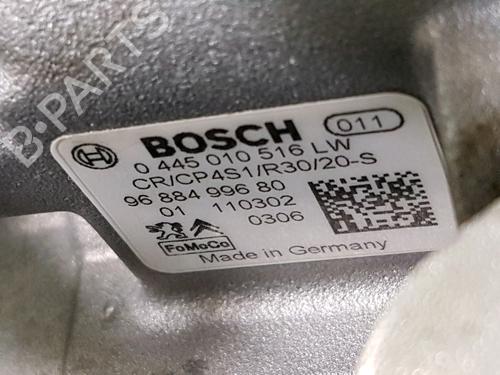 BOSCH 011
0 445 010 516 LW
CR/CP4S1/R30/20-S
96 884 996 80
01 110302
0306
FoMoCo
Made in Germany
B-PARTS